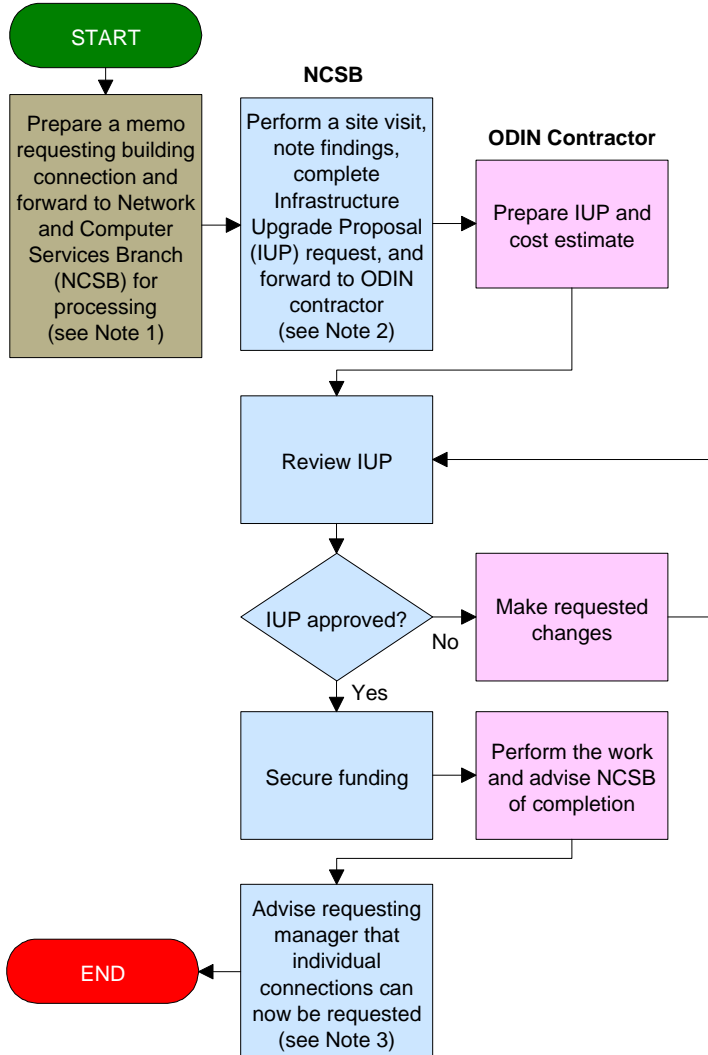 START
NCSB
ODIN Contractor
Prepare a memo
requesting building
connection and
forward to Network
and Computer
Services Branch
(NCSB) for
processing
(see Note 1)
Perform a site visit,
note findings,
complete
Infrastructure
Upgrade Proposal
(IUP) request, and
forward to ODIN
contractor
(see Note 2)
Prepare IUP and
cost estimate
Review IUP
IUP approved?
No
Make requested
changes
Yes
Secure funding
Perform the work
and advise NCSB
of completion
Advise requesting
manager that
individual
connections can
now be requested
(see Note 3)
END